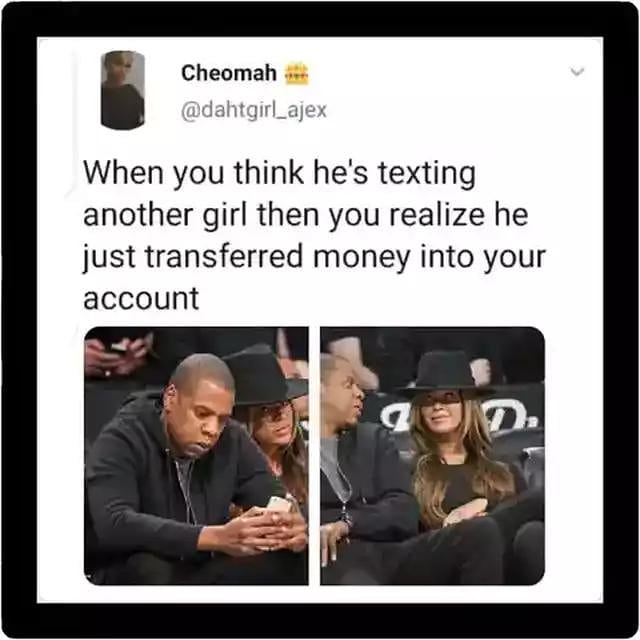 Cheomah
@dahtgirl_ajex
When you think he's texting
another girl then you realize he
just transferred money into your
account